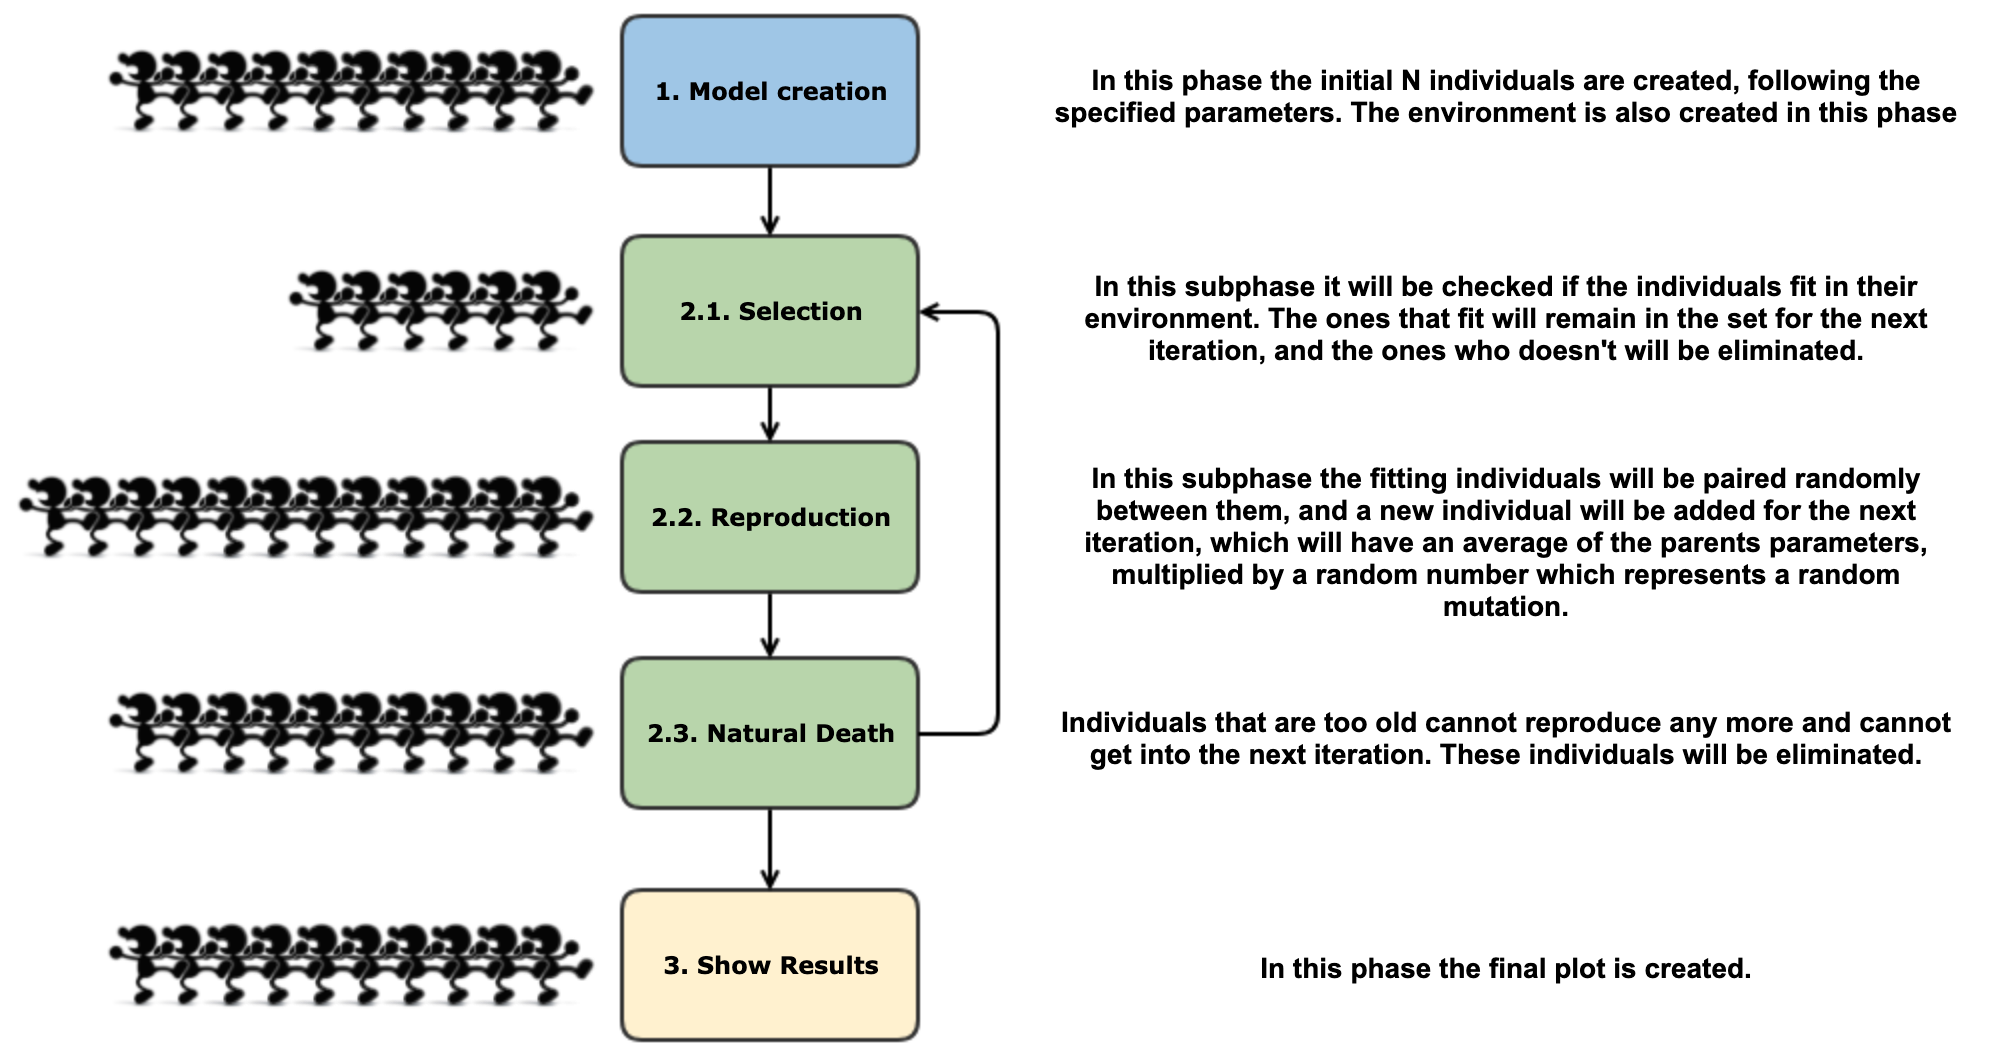 1. Model creation
In this phase the initial N individuals are created, following the
specified parameters. The environment is also created in this phase
2.1. Selection
In this subphase it will be checked if the individuals fit in their
environment. The ones that fit will remain in the set for the next
iteration, and the ones who doesn't will be eliminated.
2.2. Reproduction
In this subphase the fitting individuals will be paired randomly
between them, and a new individual will be added for the next
iteration, which will have an average of the parents parameters,
multiplied by a random number which represents a random
mutation.
2.3. Natural Death
Individuals that are too old cannot reproduce any more and cannot
get into the next iteration. These individuals will be eliminated.
3. Show Results
In this phase the final plot is created.